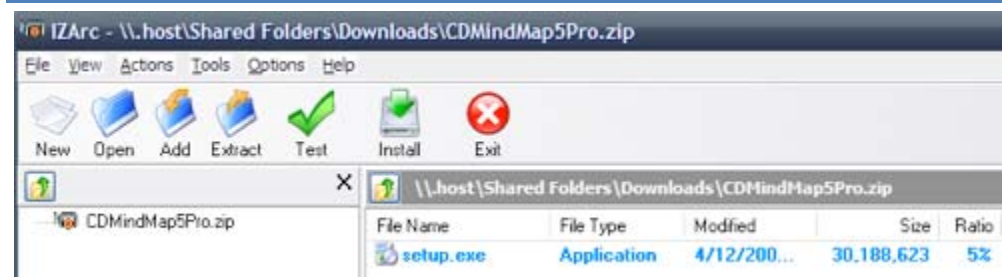 IZArc - \\.host\Shared Folders\Downloads\CDMindMap5Pro.zip
File View Actions Tools Options Help
New Open Add Extract Test Install Exit
\\.host\Shared Folders\Downloads\CDMindMap5Pro.zip
CDMindMap5Pro.zip
File Name File Type Modified Size Ratio
setup.exe Application 4/12/200... 30,188,623 5%